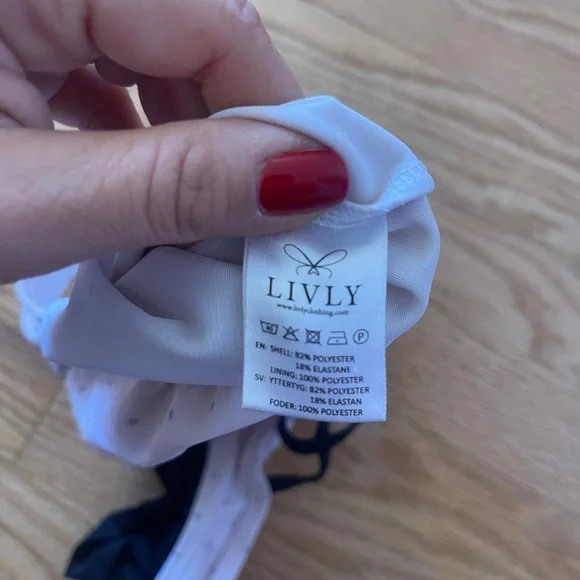 LIVLY
www.livlyclothing.com
40 P
EN: SHELL: 82% POLYESTER
18% ELASTANE
LINING: 100% POLYESTER
SV: YTTERTYG: 82% POLYESTER
18% ELASTAN
FODER: 100% POLYESTER